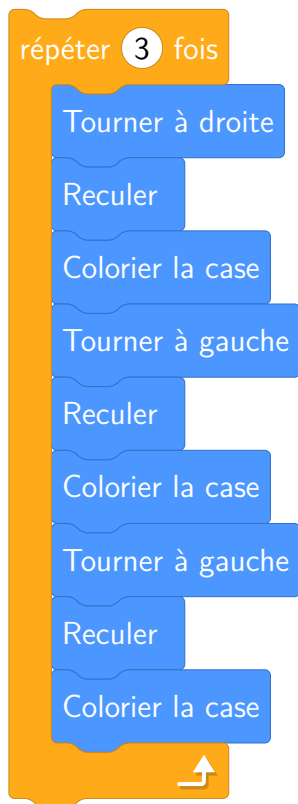 répéter 3 fois
Tourner à droite
Reculer
Colorier la case
Tourner à gauche
Reculer
Colorier la case
Tourner à gauche
Reculer
Colorier la case